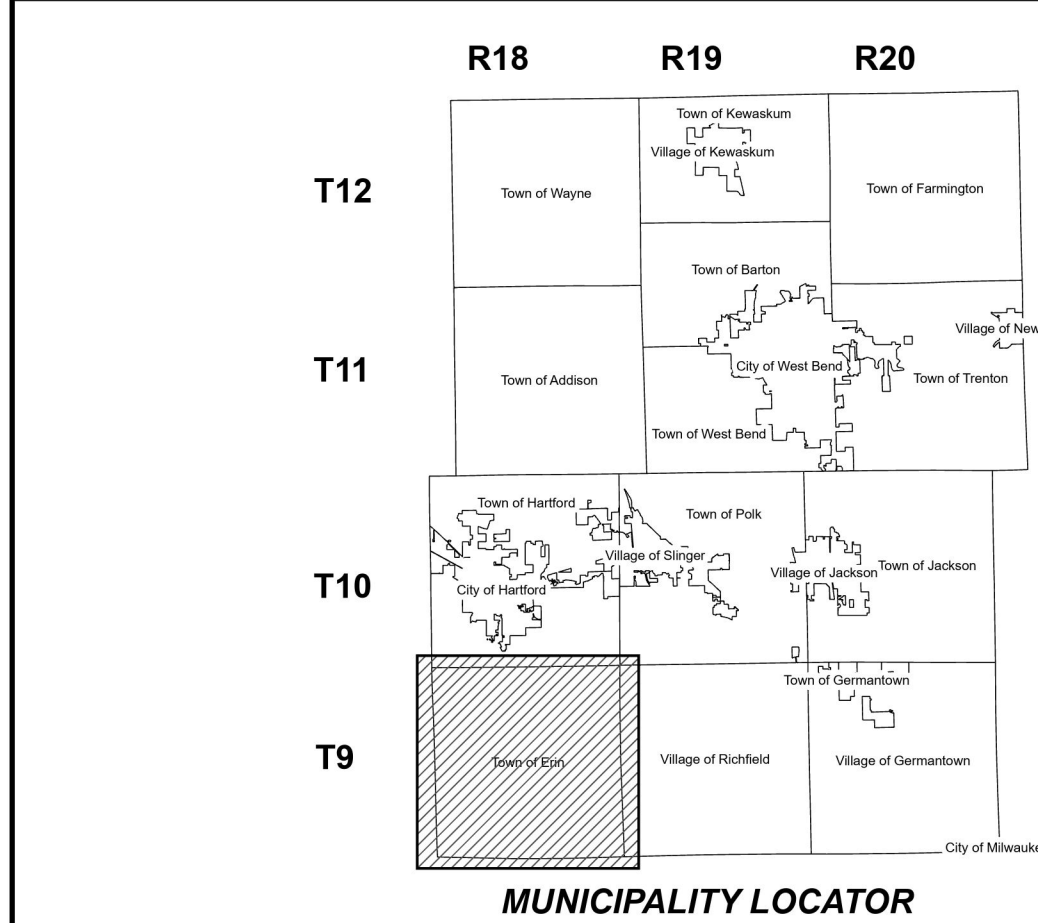 R18 R19 R20
Town of Kewaskum
Village of Kewaskum
T12
Town of Wayne
Town of Farmington
Town of Barton
Village of New
T11
City of West Bend
Town of Addison
Town of Trenton
Town of West Bend
Town of Hartford
Town of Polk
Village of Slinger
T10
Village of Jackson
Town of Jackson
City of Hartford
Town of Germantown
T9
Town of Erin
Village of Richfield
Village of Germantown
City of Milwauke
MUNICIPALITY LOCATOR